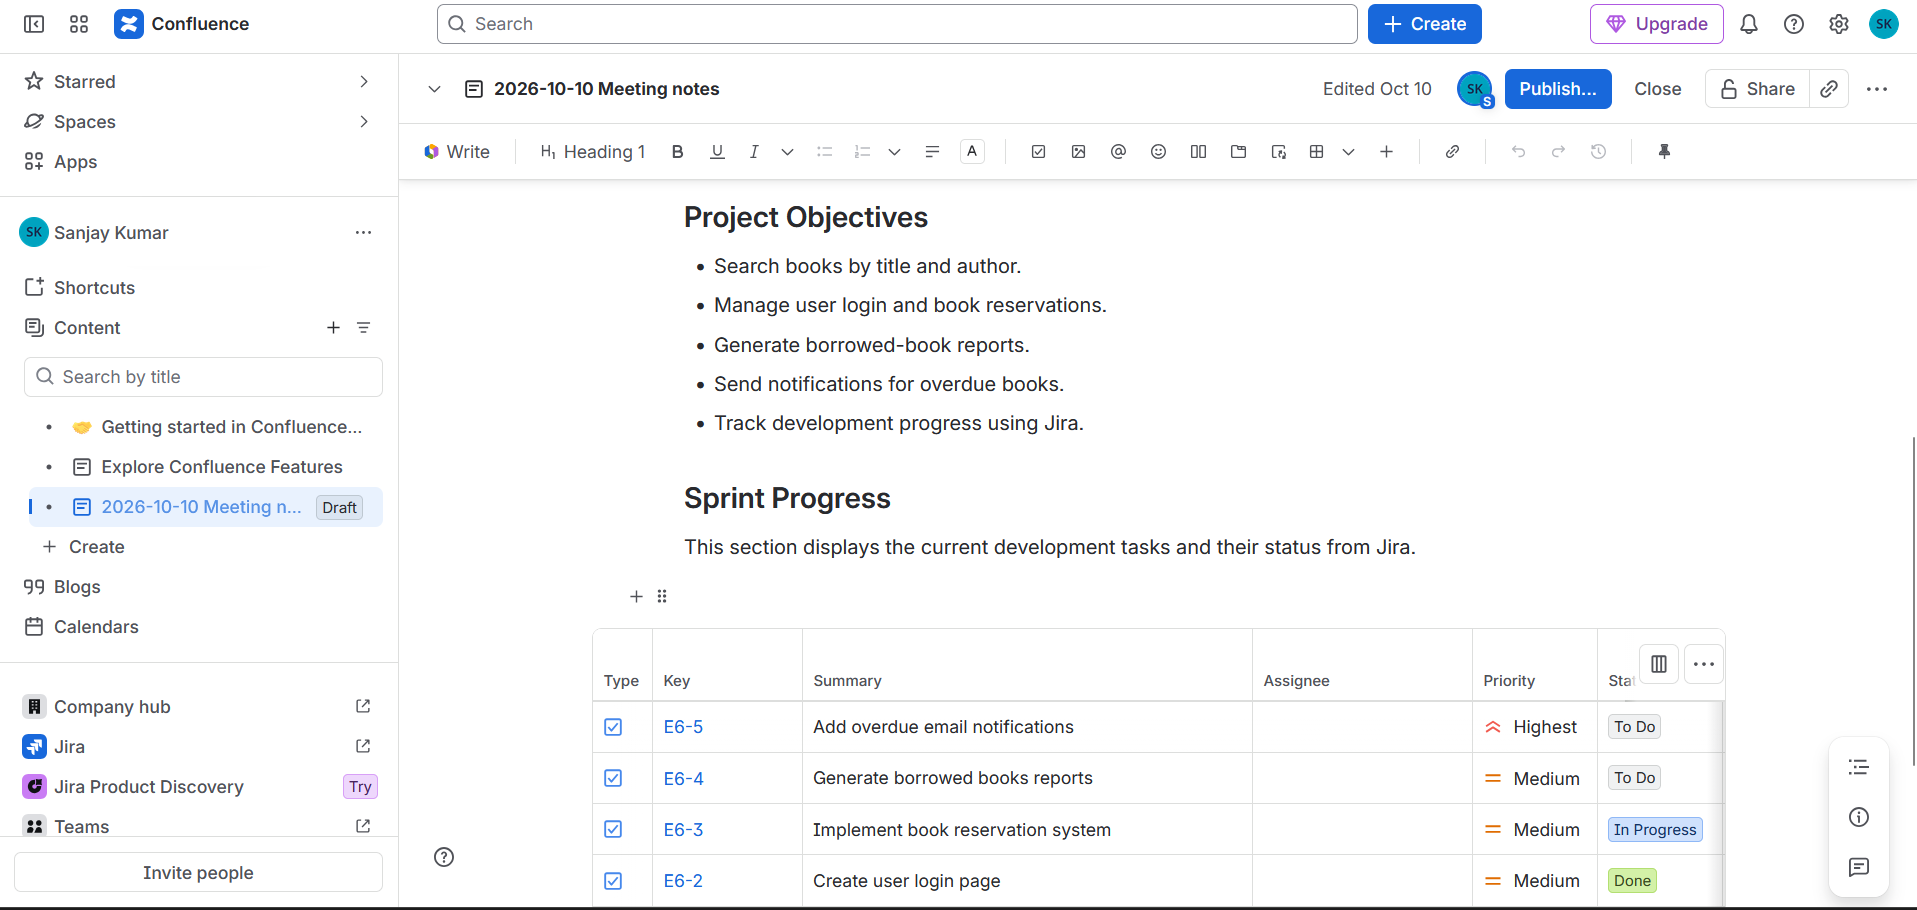 Confluence
Search
Create
Upgrade
SK
Starred
Spaces
Apps
SK Sanjay Kumar
Shortcuts
Content
Search by title
Getting started in Confluence...
Explore Confluence Features
2026-10-10 Meeting n... Draft
Create
Blogs
Calendars
Company hub
Jira
Jira Product Discovery Try
Teams
Invite people
2026-10-10 Meeting notes
Edited Oct 10
SK S
Publish...
Close
Share
Write
H1 Heading 1
B U I
A
Project Objectives
• Search books by title and author.
• Manage user login and book reservations.
• Generate borrowed-book reports.
• Send notifications for overdue books.
• Track development progress using Jira.
Sprint Progress
This section displays the current development tasks and their status from Jira.
Type Key Summary Assignee Priority
E6-5 Add overdue email notifications Highest To Do
E6-4 Generate borrowed books reports Medium To Do
E6-3 Implement book reservation system Medium In Progress
E6-2 Create user login page Medium Done